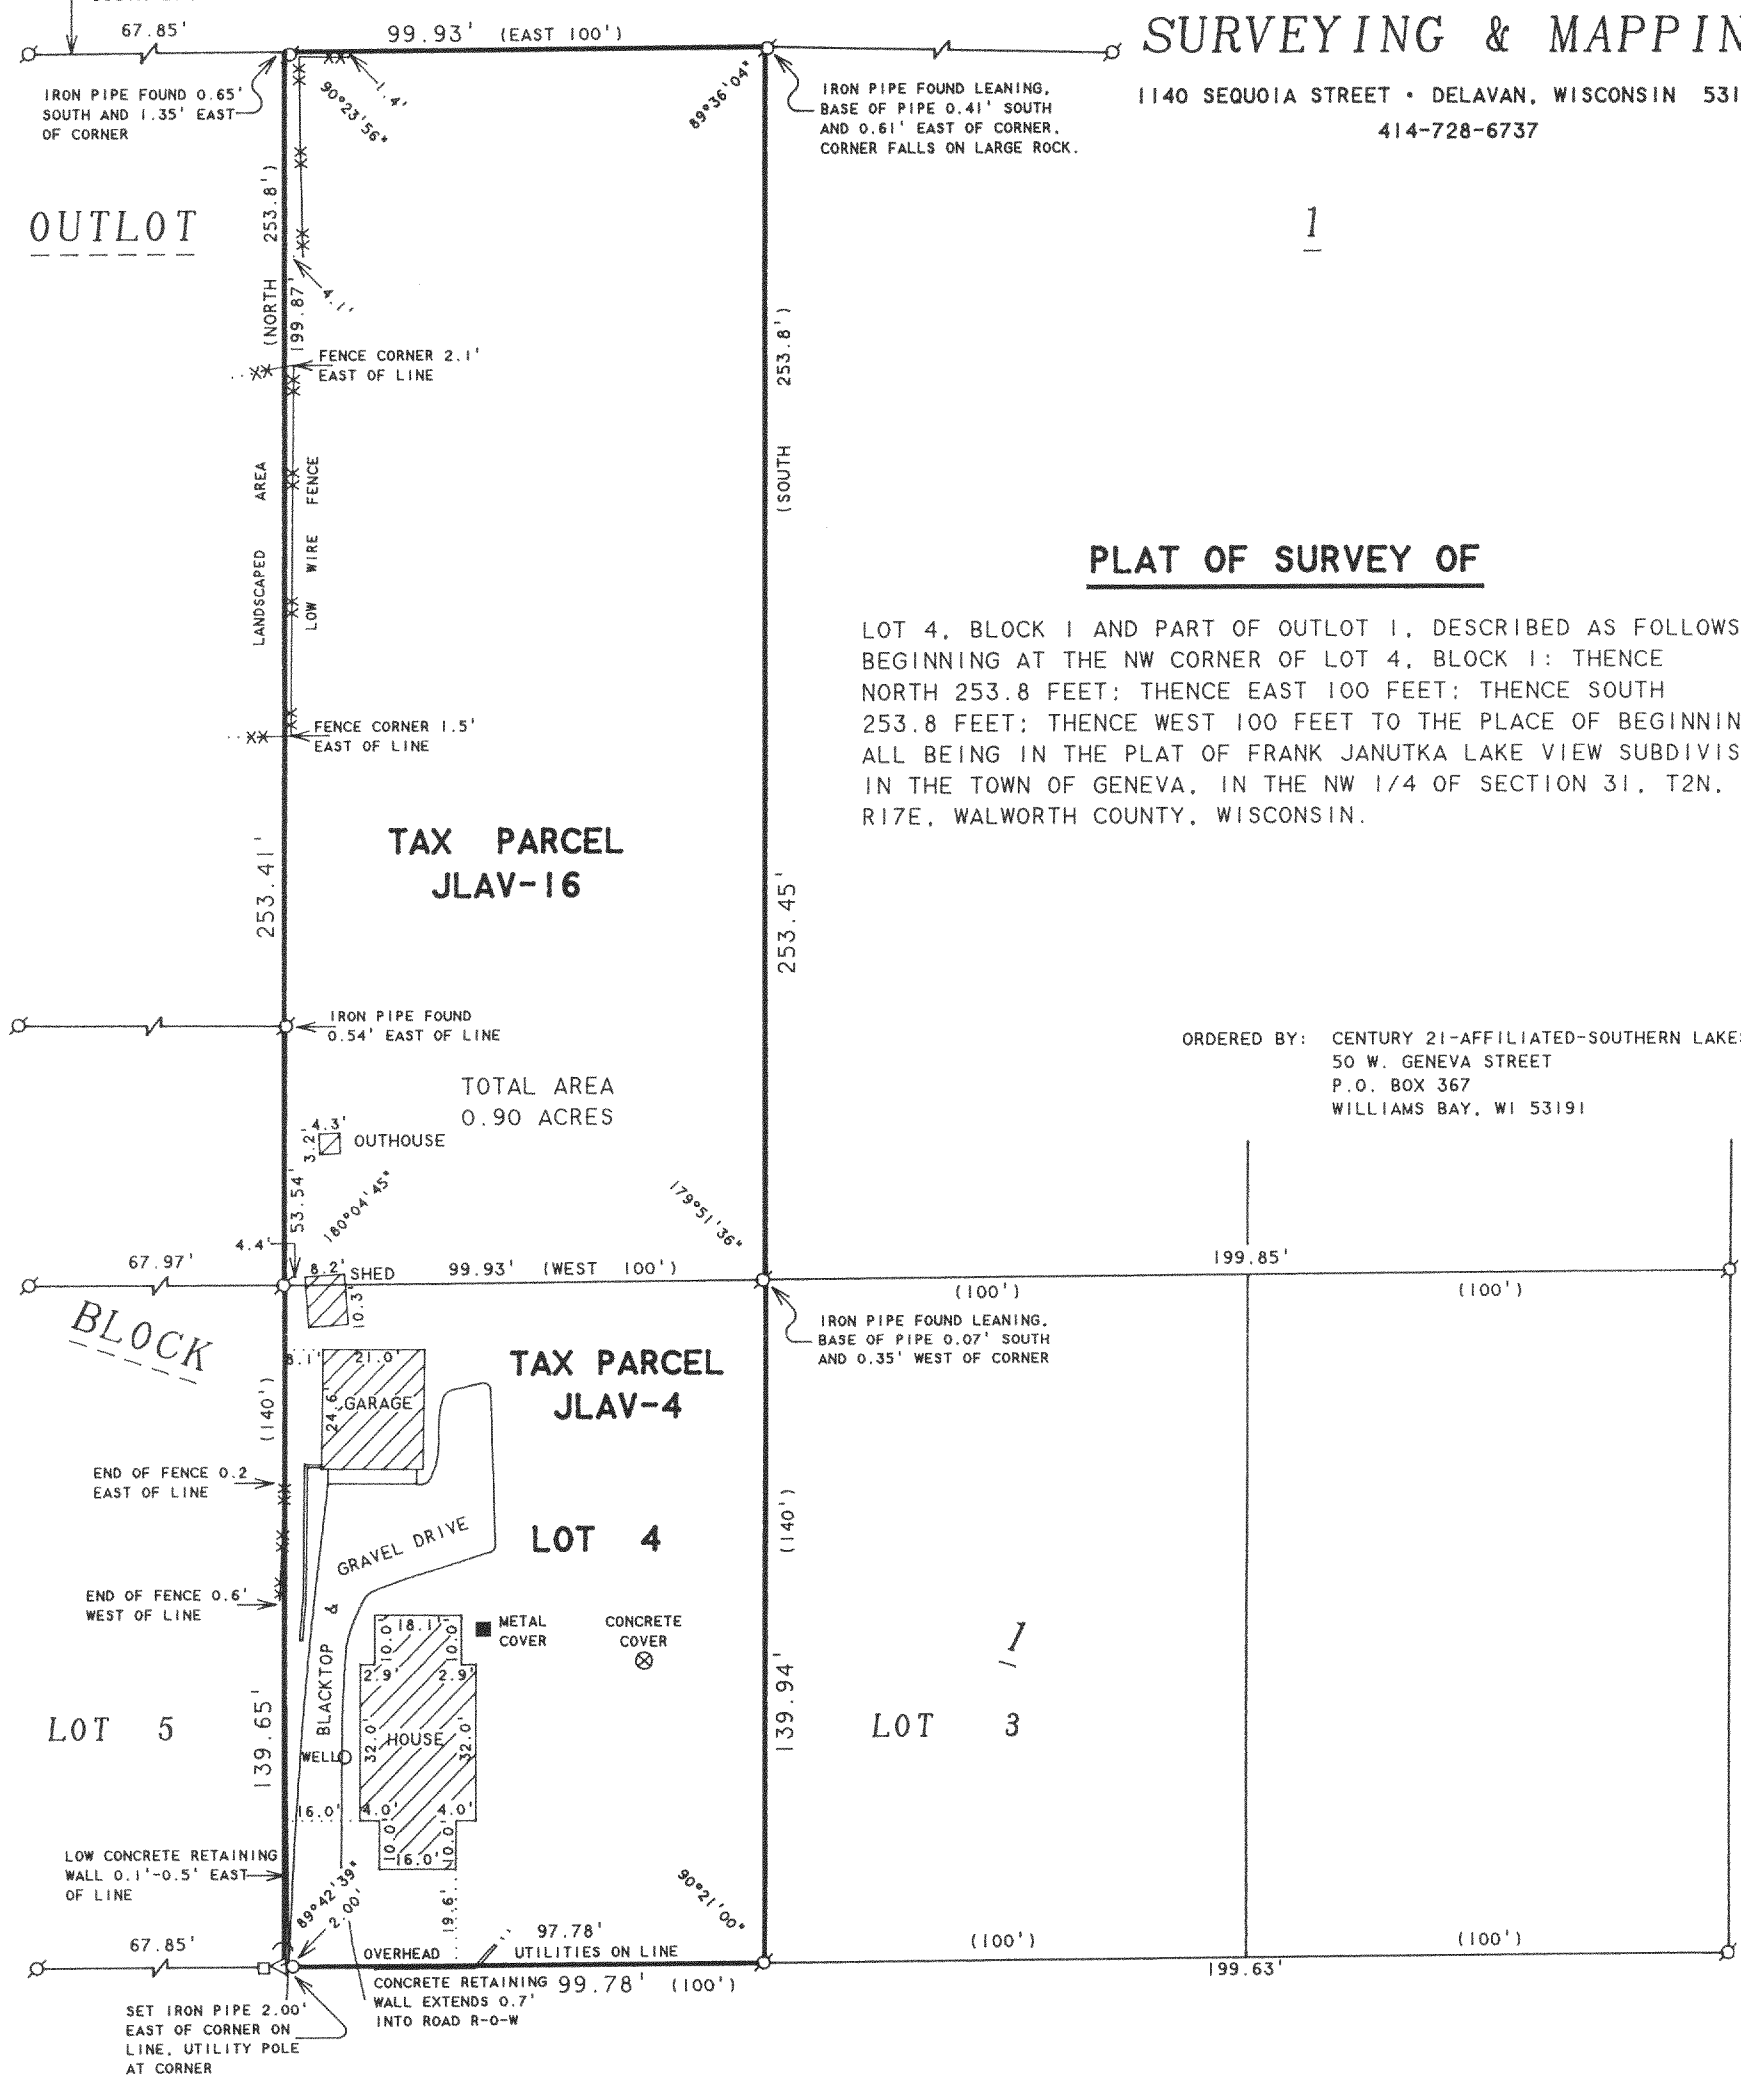 67.85'
99.93' (EAST 100')
SURVEYING & MAPPIN
1140 SEQUOIA STREET • DELAVAN, WISCONSIN 531
414-728-6737
IRON PIPE FOUND 0.65'
SOUTH AND 1.35' EAST
OF CORNER
1.4'
90°23'56"
89°36'04"
IRON PIPE FOUND LEANING,
BASE OF PIPE 0.41' SOUTH
AND 0.61' EAST OF CORNER.
CORNER FALLS ON LARGE ROCK.
OUTLOT
1
(NORTH 253.8')
199.87'
4.1'
FENCE CORNER 2.1'
EAST OF LINE
(SOUTH 253.8')
LANDSCAPED AREA
LOW WIRE FENCE
FENCE CORNER 1.5'
EAST OF LINE
PLAT OF SURVEY OF
LOT 4, BLOCK 1 AND PART OF OUTLOT 1, DESCRIBED AS FOLLOWS
BEGINNING AT THE NW CORNER OF LOT 4, BLOCK 1: THENCE
NORTH 253.8 FEET; THENCE EAST 100 FEET; THENCE SOUTH
253.8 FEET; THENCE WEST 100 FEET TO THE PLACE OF BEGINNIN
ALL BEING IN THE PLAT OF FRANK JANUTKA LAKE VIEW SUBDIVIS
IN THE TOWN OF GENEVA, IN THE NW 1/4 OF SECTION 31, T2N,
R17E, WALWORTH COUNTY, WISCONSIN.
TAX PARCEL
JLAV-16
253.41'
253.45'
IRON PIPE FOUND
0.54' EAST OF LINE
TOTAL AREA
0.90 ACRES
ORDERED BY: CENTURY 21-AFFILIATED-SOUTHERN LAKES
50 W. GENEVA STREET
P.O. BOX 367
WILLIAMS BAY, WI 53191
4.3'
3.2'
OUTHOUSE
53.54'
180°04'45"
179°51'36"
4.4'
67.97'
8.2'
SHED
10.3'
99.93' (WEST 100')
199.85'
(100')
(100')
BLOCK
IRON PIPE FOUND LEANING,
BASE OF PIPE 0.07' SOUTH
AND 0.35' WEST OF CORNER
8.1'
21.0'
24.6'
GARAGE
TAX PARCEL
JLAV-4
(140')
(140')
END OF FENCE 0.2
EAST OF LINE
GRAVEL DRIVE
LOT 4
END OF FENCE 0.6'
WEST OF LINE
BLACKTOP &
10.0'
18.1'
10.0'
METAL
COVER
CONCRETE
COVER
2.9'
2.9'
1
139.65'
139.94'
LOT 5
LOT 3
32.0'
HOUSE
32.0'
WELL
16.0'
4.0'
4.0'
10.0'
10.0'
16.0'
LOW CONCRETE RETAINING
WALL 0.1'-0.5' EAST
OF LINE
89°42'39"
2.00'
19.6'
90°21'00"
67.85'
97.78'
OVERHEAD UTILITIES ON LINE
(100')
(100')
199.63'
CONCRETE RETAINING
WALL EXTENDS 0.7'
INTO ROAD R-O-W
99.78' (100')
SET IRON PIPE 2.00'
EAST OF CORNER ON
LINE, UTILITY POLE
AT CORNER